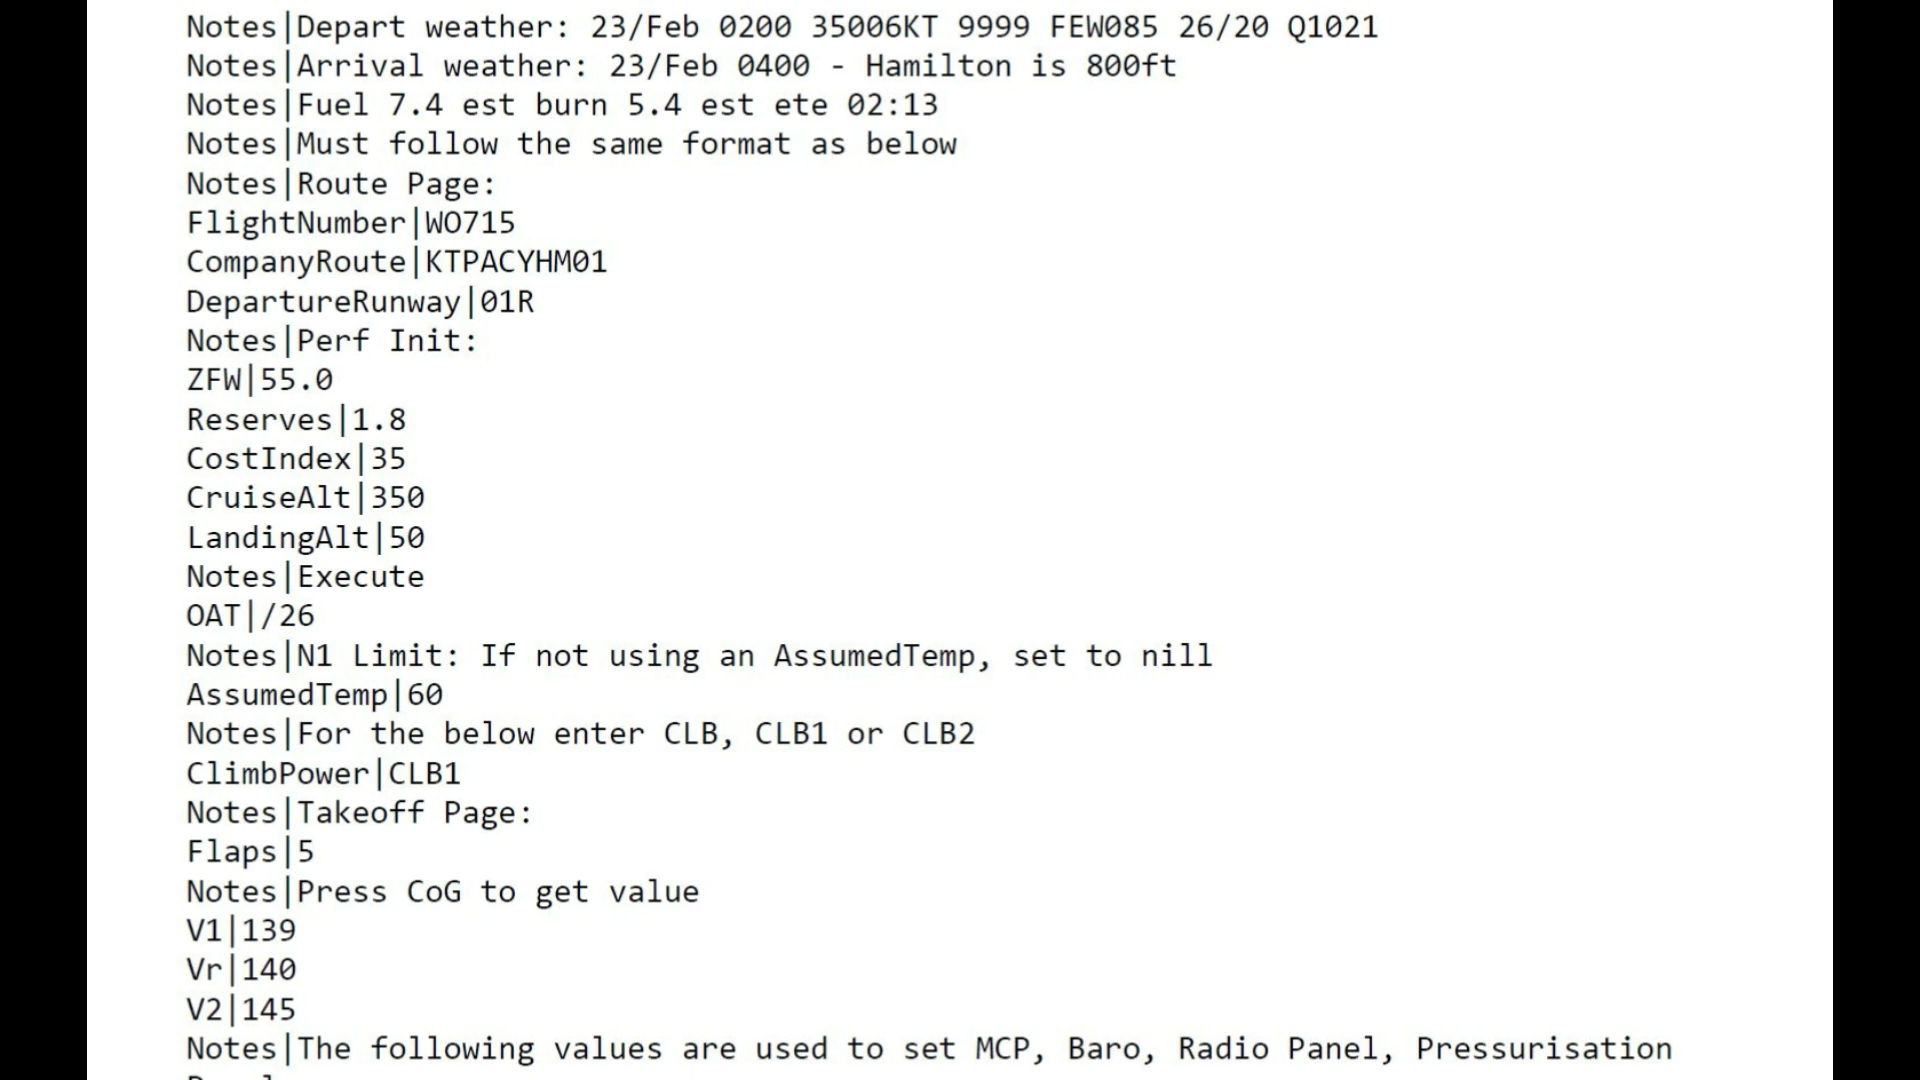 Notes|Depart weather: 23/Feb 0200 35006KT 9999 FEW085 26/20 Q1021
Notes|Arrival weather: 23/Feb 0400 - Hamilton is 800ft
Notes|Fuel 7.4 est burn 5.4 est ete 02:13
Notes|Must follow the same format as below
Notes|Route Page:
FlightNumber|WO715
CompanyRoute|KTPACYHM01
DepartureRunway|01R
Notes|Perf Init:
ZFW|55.0
Reserves|1.8
CostIndex|35
CruiseAlt|350
LandingAlt|50
Notes|Execute
OAT|/26
Notes|N1 Limit: If not using an AssumedTemp, set to nill
AssumedTemp|60
Notes|For the below enter CLB, CLB1 or CLB2
ClimbPower|CLB1
Notes|Takeoff Page:
Flaps|5
Notes|Press CoG to get value
V1|139
Vr|140
V2|145
Notes|The following values are used to set MCP, Baro, Radio Panel, Pressurisation